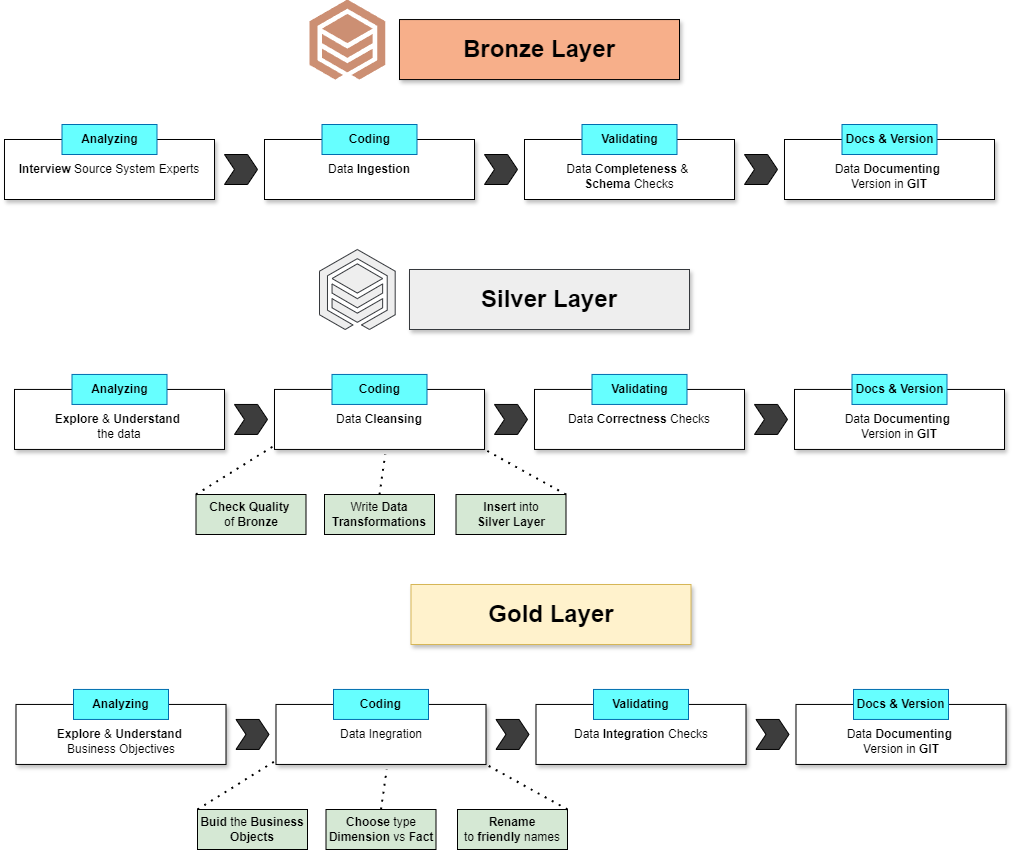 Bronze Layer
Analyzing
Interview Source System Experts
Coding
Data Ingestion
Validating
Data Completeness &
Schema Checks
Docs & Version
Data Documenting
Version in GIT
Silver Layer
Analyzing
Explore & Understand
the data
Coding
Data Cleansing
Validating
Data Correctness Checks
Docs & Version
Data Documenting
Version in GIT
Check Quality
of Bronze
Write Data
Transformations
Insert into
Silver Layer
Gold Layer
Analyzing
Explore & Understand
Business Objectives
Coding
Data Inegration
Validating
Data Integration Checks
Docs & Version
Data Documenting
Version in GIT
Buid the Business
Objects
Choose type
Dimension vs Fact
Rename
to friendly names